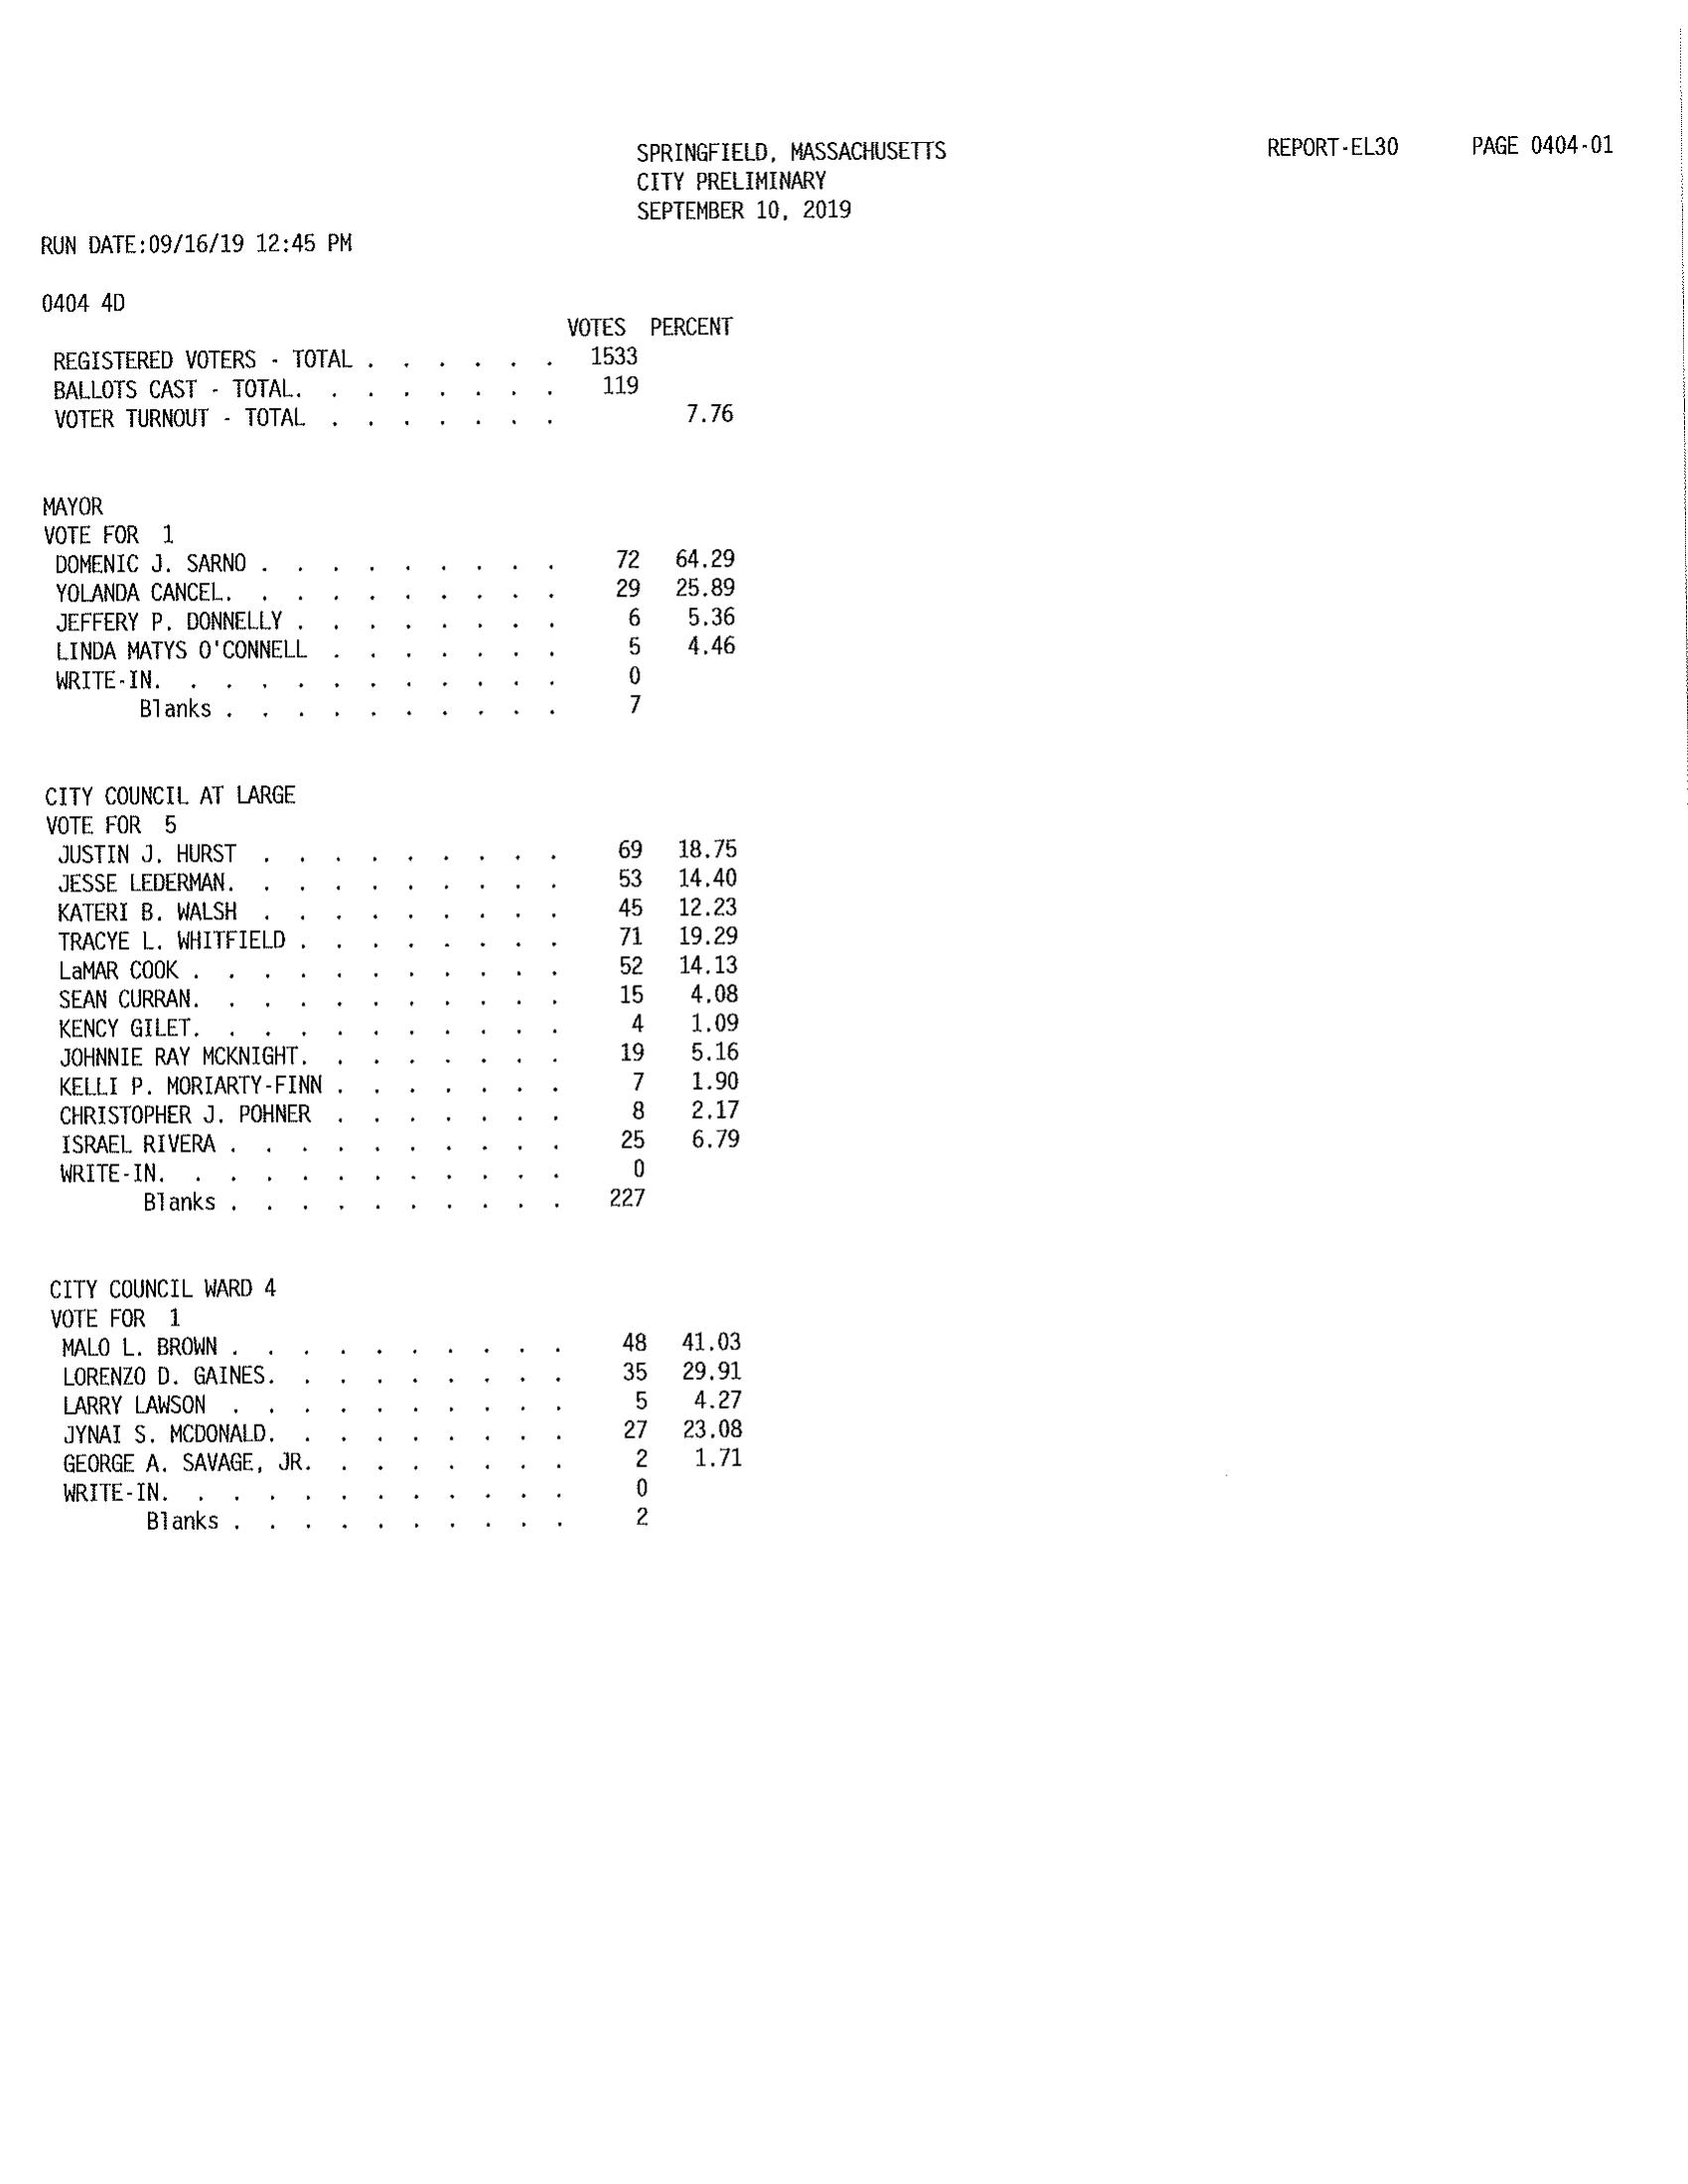 SPRINGFIELD, MASSACHUSETTS REPORT-EL30 PAGE 0404-01
CITY PRELIMINARY
SEPTEMBER 10, 2019
RUN DATE:09/16/19 12:45 PM
0404 4D
VOTES PERCENT
REGISTERED VOTERS - TOTAL . . . . . . 1533
BALLOTS CAST - TOTAL. . . . . . . . 119
VOTER TURNOUT - TOTAL . . . . . . . 7.76
MAYOR
VOTE FOR 1
DOMENIC J. SARNO . . . . . . . . . 72 64.29
YOLANDA CANCEL. . . . . . . . . . 29 25.89
JEFFERY P. DONNELLY . . . . . . . . 6 5.36
LINDA MATYS O'CONNELL . . . . . . . 5 4.46
WRITE-IN. . . . . . . . . . . . 0
Blanks . . . . . . . . . . 7
CITY COUNCIL AT LARGE
VOTE FOR 5
JUSTIN J. HURST . . . . . . . . . 69 18.75
JESSE LEDERMAN. . . . . . . . . . 53 14.40
KATERI B. WALSH . . . . . . . . . 45 12.23
TRACYE L. WHITFIELD . . . . . . . . 71 19.29
LaMAR COOK . . . . . . . . . . . 52 14.13
SEAN CURRAN. . . . . . . . . . . 15 4.08
KENCY GILET. . . . . . . . . . . 4 1.09
JOHNNIE RAY MCKNIGHT. . . . . . . . 19 5.16
KELLI P. MORIARTY-FINN . . . . . . . 7 1.90
CHRISTOPHER J. POHNER . . . . . . . 8 2.17
ISRAEL RIVERA . . . . . . . . . . 25 6.79
WRITE-IN. . . . . . . . . . . . 0
Blanks . . . . . . . . . . 227
CITY COUNCIL WARD 4
VOTE FOR 1
MALO L. BROWN . . . . . . . . . . 48 41.03
LORENZO D. GAINES. . . . . . . . . 35 29.91
LARRY LAWSON . . . . . . . . . . 5 4.27
JYNAI S. MCDONALD. . . . . . . . . 27 23.08
GEORGE A. SAVAGE, JR. . . . . . . . 2 1.71
WRITE-IN. . . . . . . . . . . . 0
Blanks . . . . . . . . . . 2